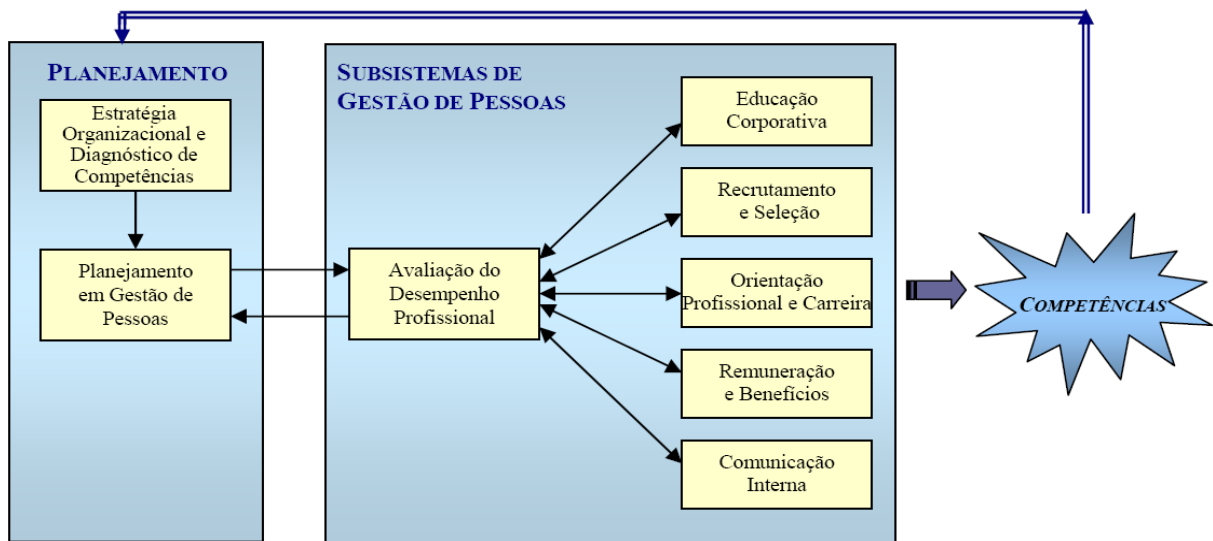 PLANEJAMENTO
Estratégia
Organizacional e
Diagnóstico de
Competências
Planejamento
em Gestão de
Pessoas
SUBSISTEMAS DE
GESTÃO DE PESSOAS
Avaliação do
Desempenho
Profissional
Educação
Corporativa
Recrutamento
e Seleção
Orientação
Profissional e Carreira
Remuneração
e Benefícios
Comunicação
Interna
COMPETÊNCIAS